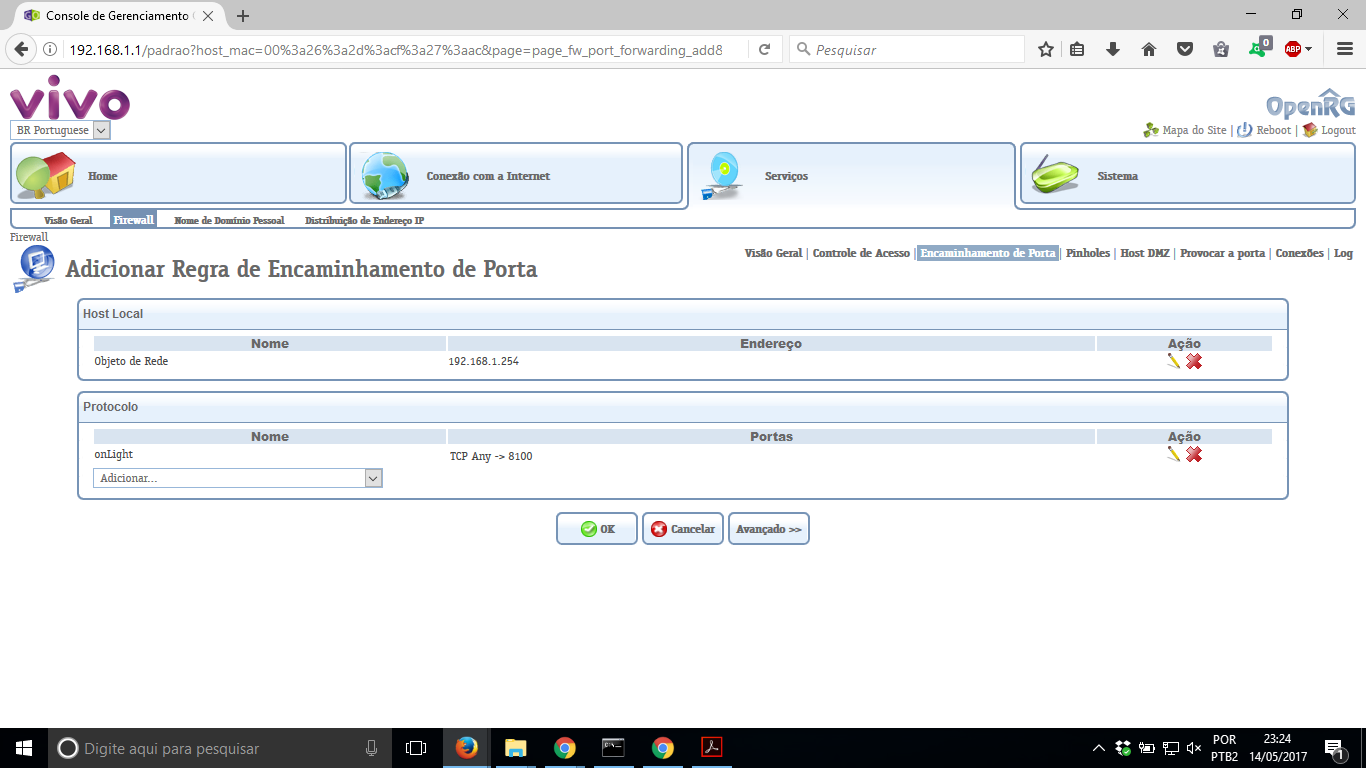 Console de Gerenciamento
192.168.1.1/padrao?host_mac=00%3a26%3a2d%3acf%3a27%3aac&page=page_fw_port_forwarding_add&
Pesquisar
0
ABP
vivo
OpenRG
BR Portuguese
Mapa do Site | Reboot | Logout
Home
Conexão com a Internet
Serviços
Sistema
Visão Geral Firewall Nome de Domínio Pessoal Distribuição de Endereço IP
Firewall
Visão Geral | Controle de Acesso | Encaminhamento de Porta | Pinholes | Host DMZ | Provocar a porta | Conexões | Log
Adicionar Regra de Encaminhamento de Porta
Host Local
Nome Endereço Ação
Objeto de Rede 192.168.1.254
Protocolo
Nome Portas Ação
onLight TCP Any -> 8100
Adicionar...
OK Cancelar Avançado >>
Digite aqui para pesquisar
POR 23:24
PTB2 14/05/2017
1